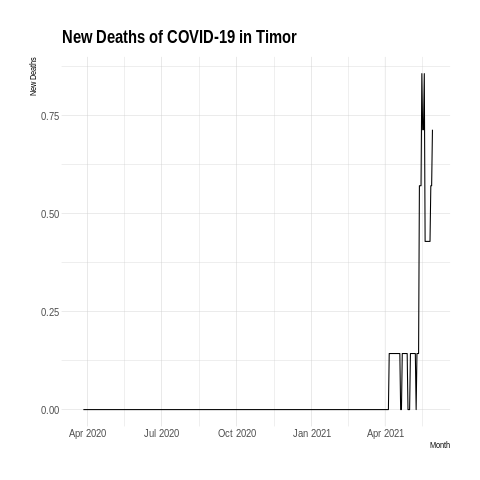 New Deaths of COVID-19 in Timor
New Deaths
0.75
0.50
0.25
0.00
Apr 2020 Jul 2020 Oct 2020 Jan 2021 Apr 2021
Month